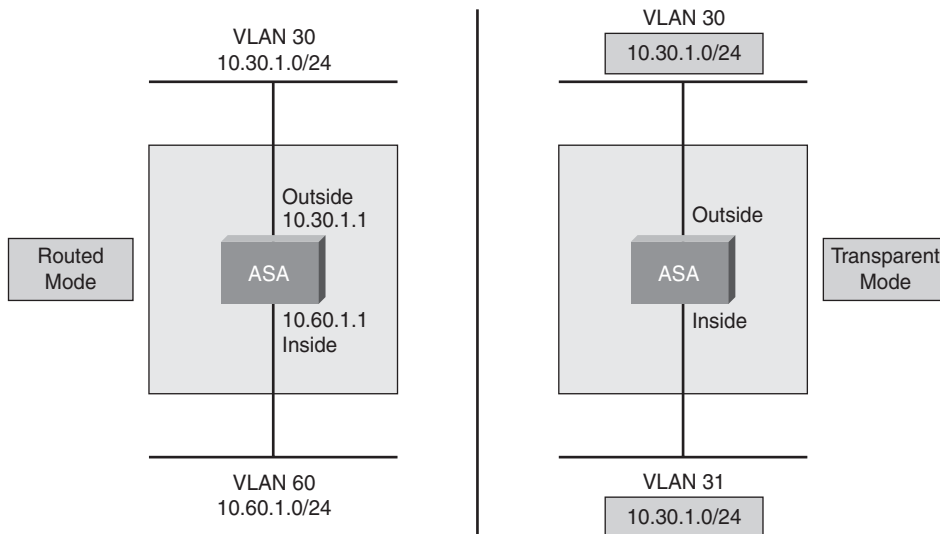 VLAN 30
10.30.1.0/24
Outside
10.30.1.1
Routed
Mode
ASA
10.60.1.1
Inside
VLAN 60
10.60.1.0/24
VLAN 30
10.30.1.0/24
Outside
ASA
Transparent
Mode
Inside
VLAN 31
10.30.1.0/24